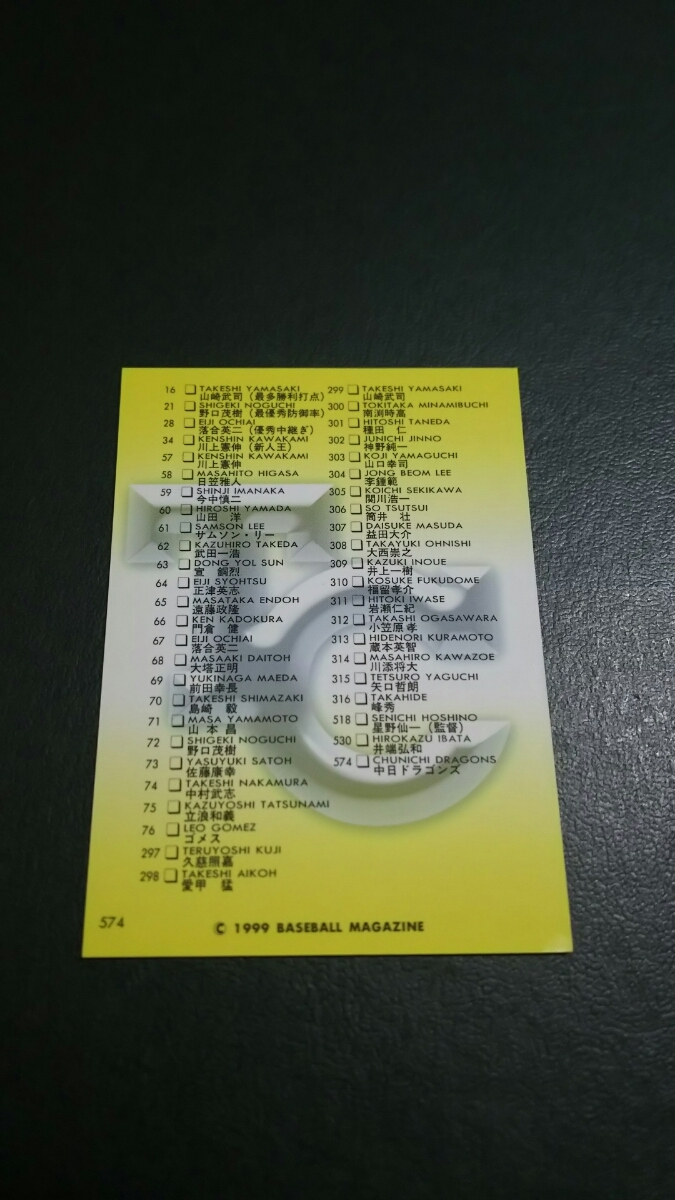 16 TAKESHI YAMASAKI
山﨑武司（最多勝利打点）
21 SHIGEKI NOGUCHI
野口茂樹（最優秀防御率）
28 EIJI OCHIAI
落合英二（優秀中継ぎ）
34 KENSHIN KAWAKAMI
川上憲伸（新人王）
57 KENSHIN KAWAKAMI
川上憲伸
58 MASAHITO HIGASA
日笠雅人
59 SHINJI IMANAKA
今中慎二
60 HIROSHI YAMADA
山田 洋
61 SAMSON LEE
サムソン・リー
62 KAZUHIRO TAKEDA
武田一浩
63 DONG YOL SUN
宣 銅烈
64 EIJI SYOHTSU
正津英志
65 MASATAKA ENDOH
遠藤政隆
66 KEN KADOKURA
門倉 健
67 EIJI OCHIAI
落合英二
68 MASAAKI DAITOH
大塔正明
69 YUKINAGA MAEDA
前田幸長
70 TAKESHI SHIMAZAKI
島崎 毅
71 MASA YAMAMOTO
山本 昌
72 SHIGEKI NOGUCHI
野口茂樹
73 YASUYUKI SATOH
佐藤康幸
74 TAKESHI NAKAMURA
中村武志
75 KAZUYOSHI TATSUNAMI
立浪和義
76 LEO GOMEZ
ゴメス
297 TERUYOSHI KUJI
久慈照嘉
298 TAKESHI AIKOH
愛甲 猛
299 TAKESHI YAMASAKI
山﨑武司
300 TOKITAKA MINAMIBUCHI
南渕時高
301 HITOSHI TANEDA
種田 仁
302 JUNICHI JINNO
神野純一
303 KOJI YAMAGUCHI
山口幸司
304 JONG BEOM LEE
李鍾範
305 KOICHI SEKIKAWA
関川浩一
306 SO TSUTSUI
筒井 壮
307 DAISUKE MASUDA
益田大介
308 TAKAYUKI OHNISHI
大西崇之
309 KAZUKI INOUE
井上一樹
310 KOSUKE FUKUDOME
福留孝介
311 HITOKI IWASE
岩瀬仁紀
312 TAKASHI OGASAWARA
小笠原孝
313 HIDENORI KURAMOTO
蔵本英智
314 MASAHIRO KAWAZOE
川添将大
315 TETSURO YAGUCHI
矢口哲朗
316 TAKAHIDE
峰秀
518 SENICHI HOSHINO
星野仙一（監督）
530 HIROKAZU IBATA
井端弘和
574 CHUNICHI DRAGONS
中日ドラゴンズ
574
© 1999 BASEBALL MAGAZINE